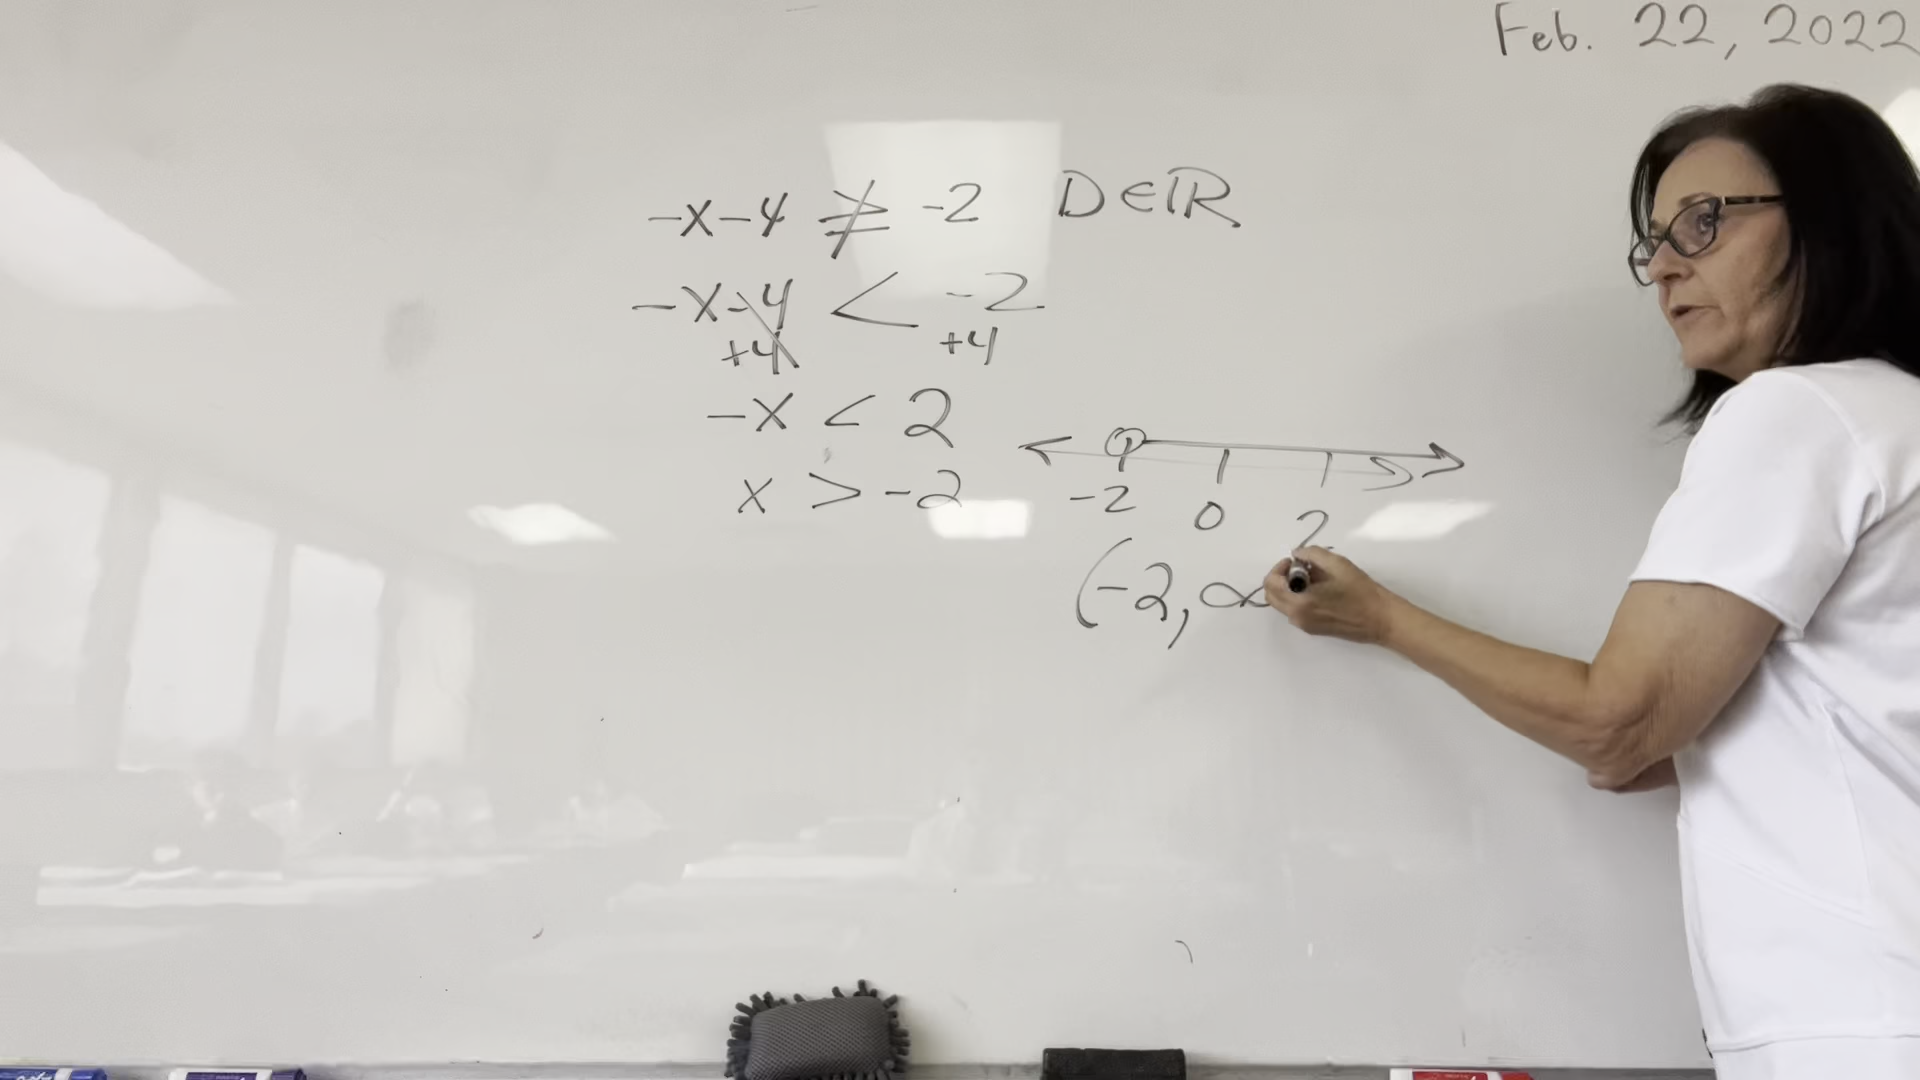 Feb. 22, 2022
-x-4 ≱ -2 D∈ℝ
-x-4 < -2
+4 +4
-x < 2
x > -2
-2 0 2
(-2, ∞